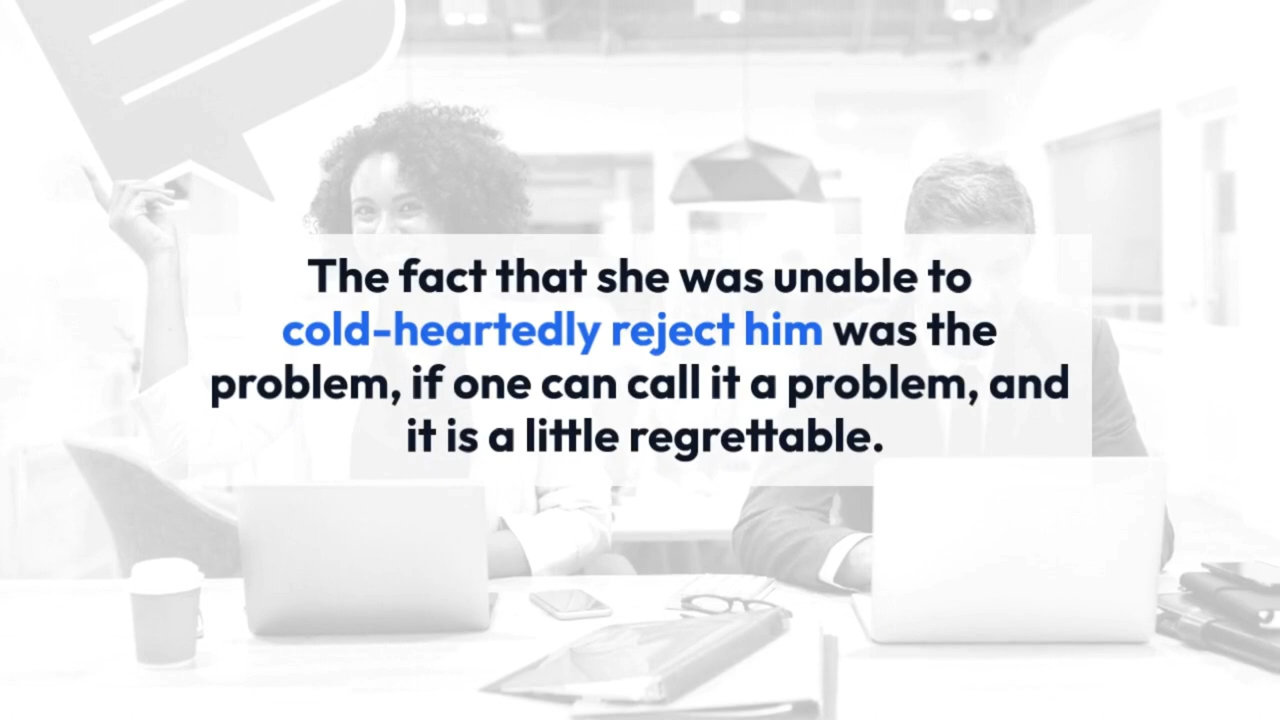 The fact that she was unable to
cold-heartedly reject him was the
problem, if one can call it a problem, and
it is a little regrettable.